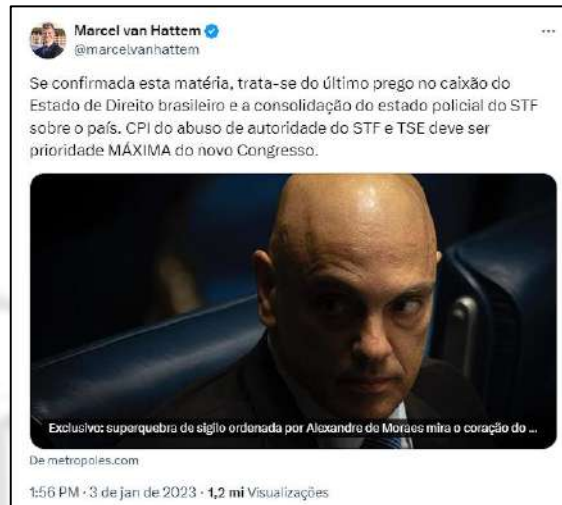 Marcel van Hattem
@marcelvanhattem
Se confirmada esta matéria, trata-se do último prego no caixão do
Estado de Direito brasileiro e a consolidação do estado policial do STF
sobre o país. CPI do abuso de autoridade do STF e TSE deve ser
prioridade MÁXIMA do novo Congresso.
Exclusivo: superquebra de sigilo ordenada por Alexandre de Moraes mira o coração do ...
De metropoles.com
1:56 PM · 3 de jan de 2023 · 1,2 mi Visualizações